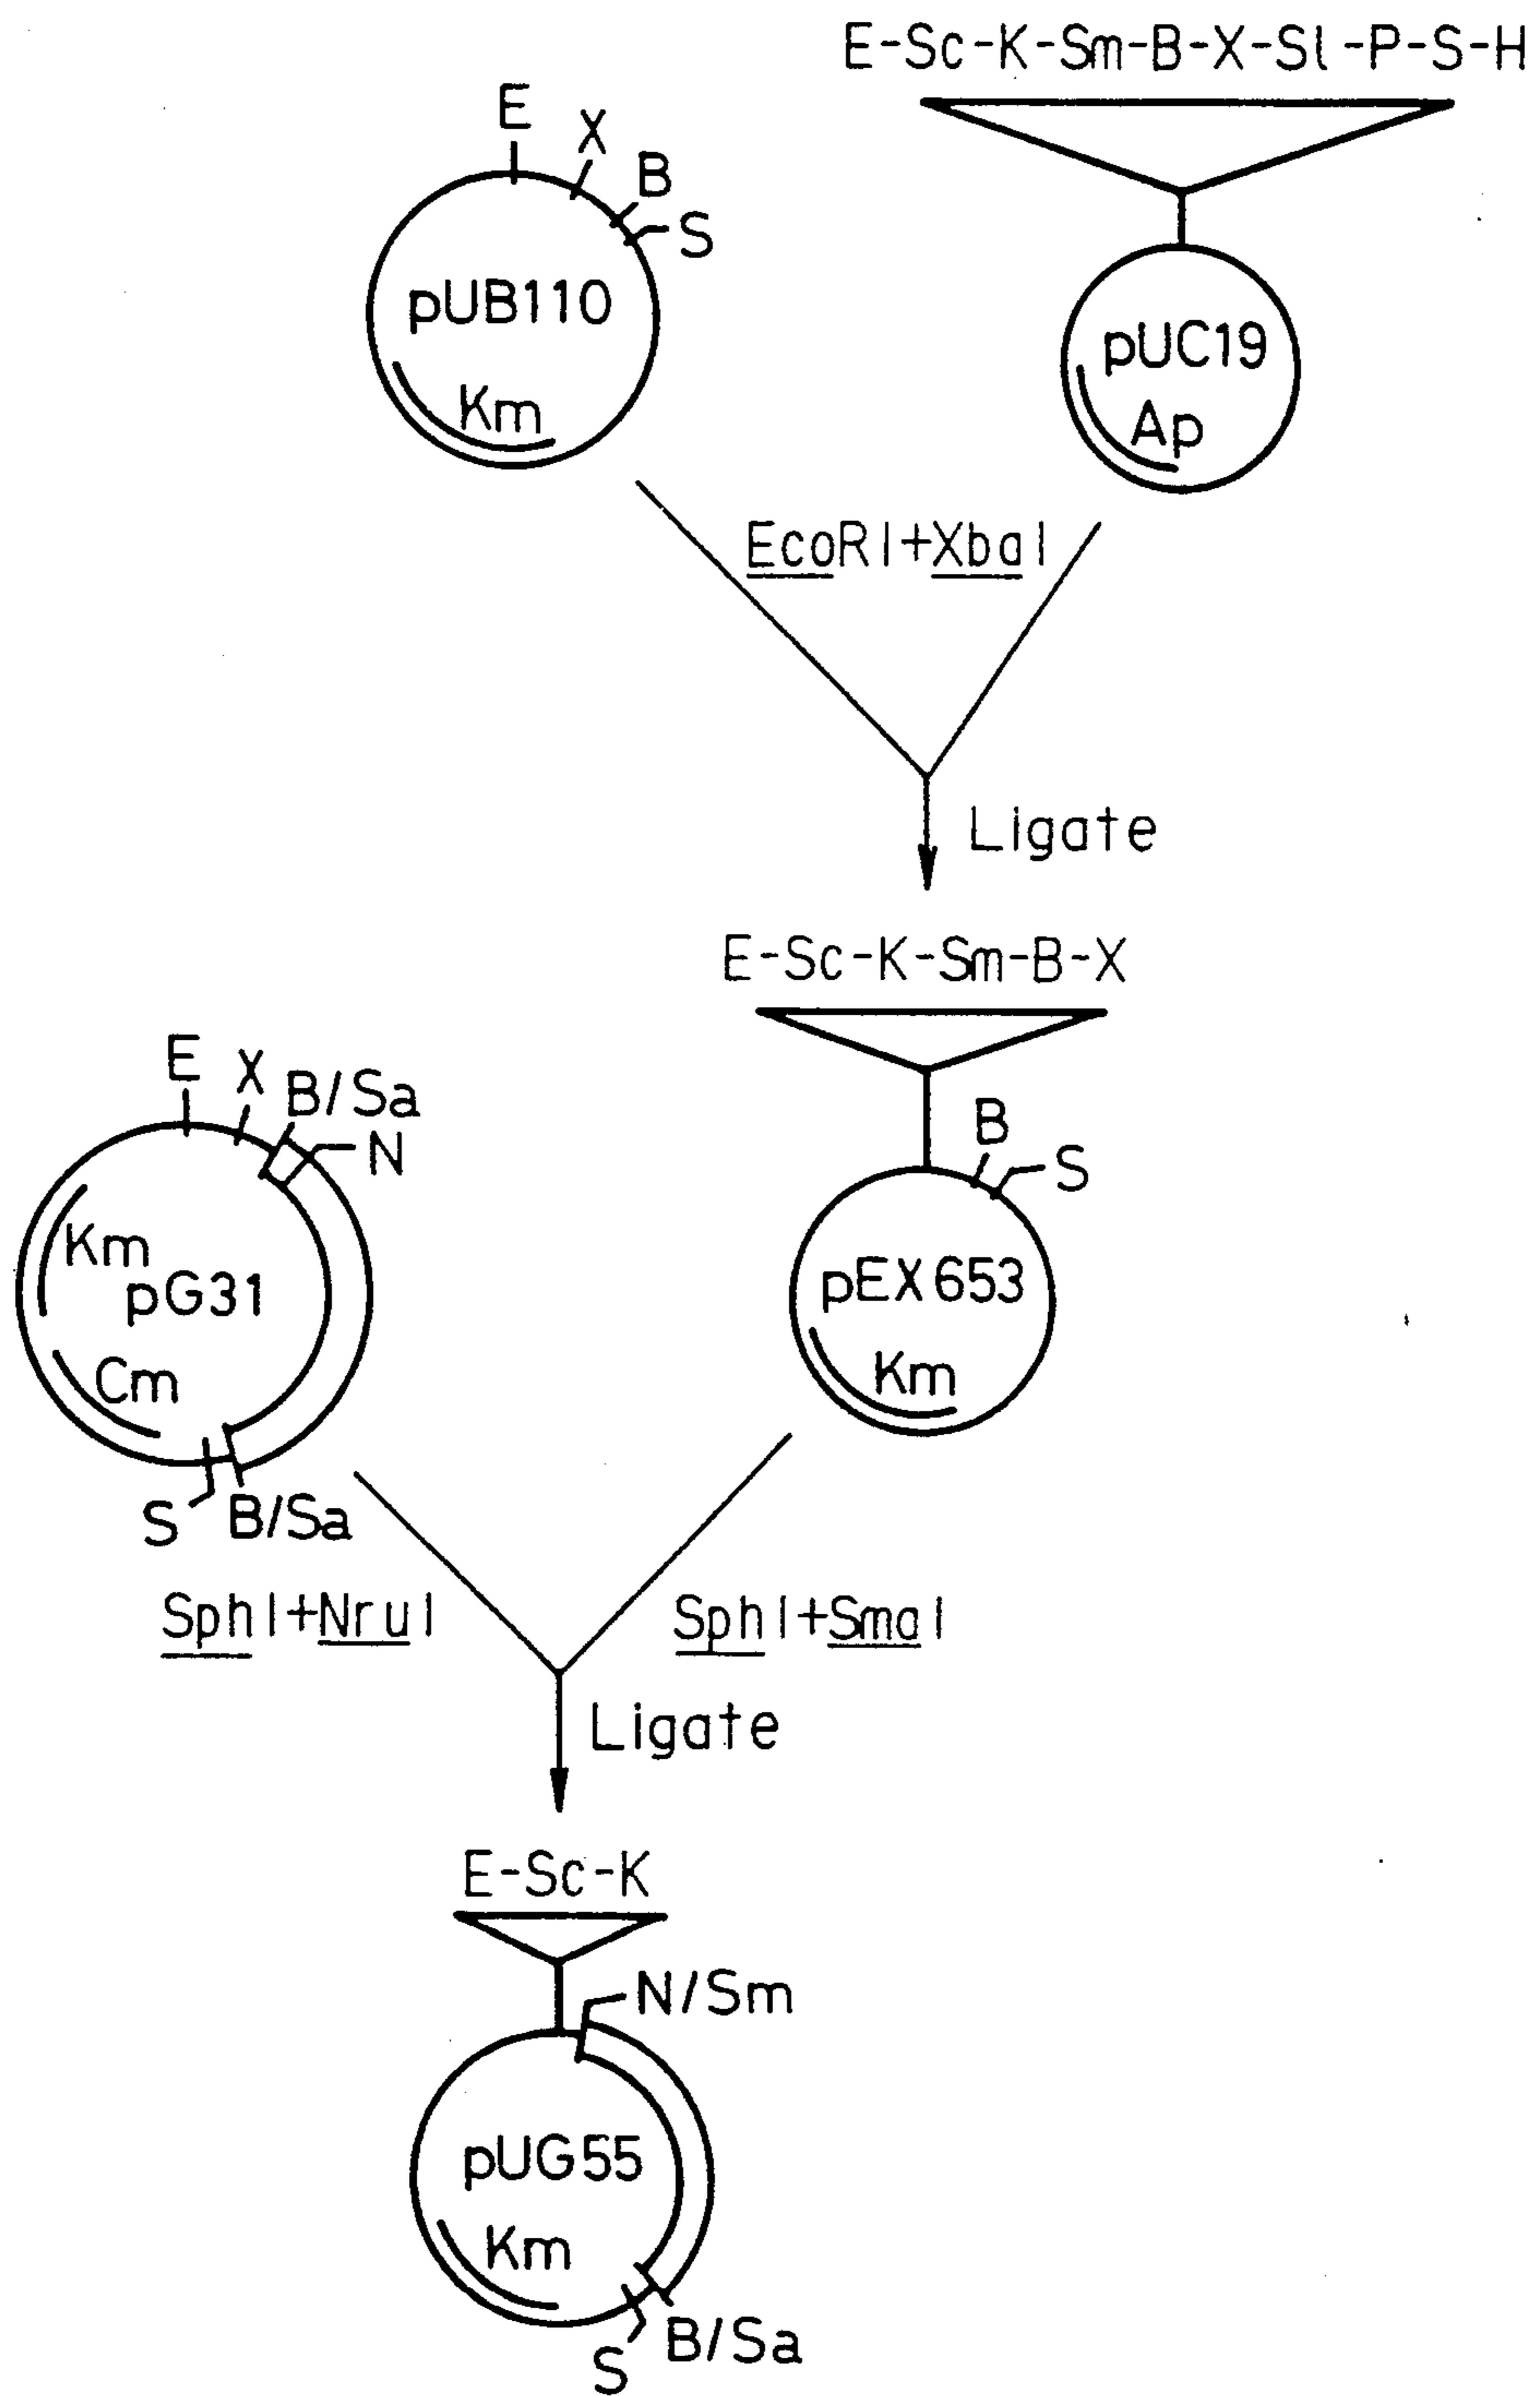 E-Sc-K-Sm-B-X-Sl-P-S-H
E
X
B
S
pUB110
Km
pUC19
Ap
EcoRI+XbaI
Ligate
E-Sc-K-Sm-B-X
E
X
B/Sa
N
Km
pG31
Cm
S
B/Sa
B
S
pEX653
Km
SphI+NruI
SphI+SmaI
Ligate
E-Sc-K
N/Sm
pUG55
Km
S
B/Sa